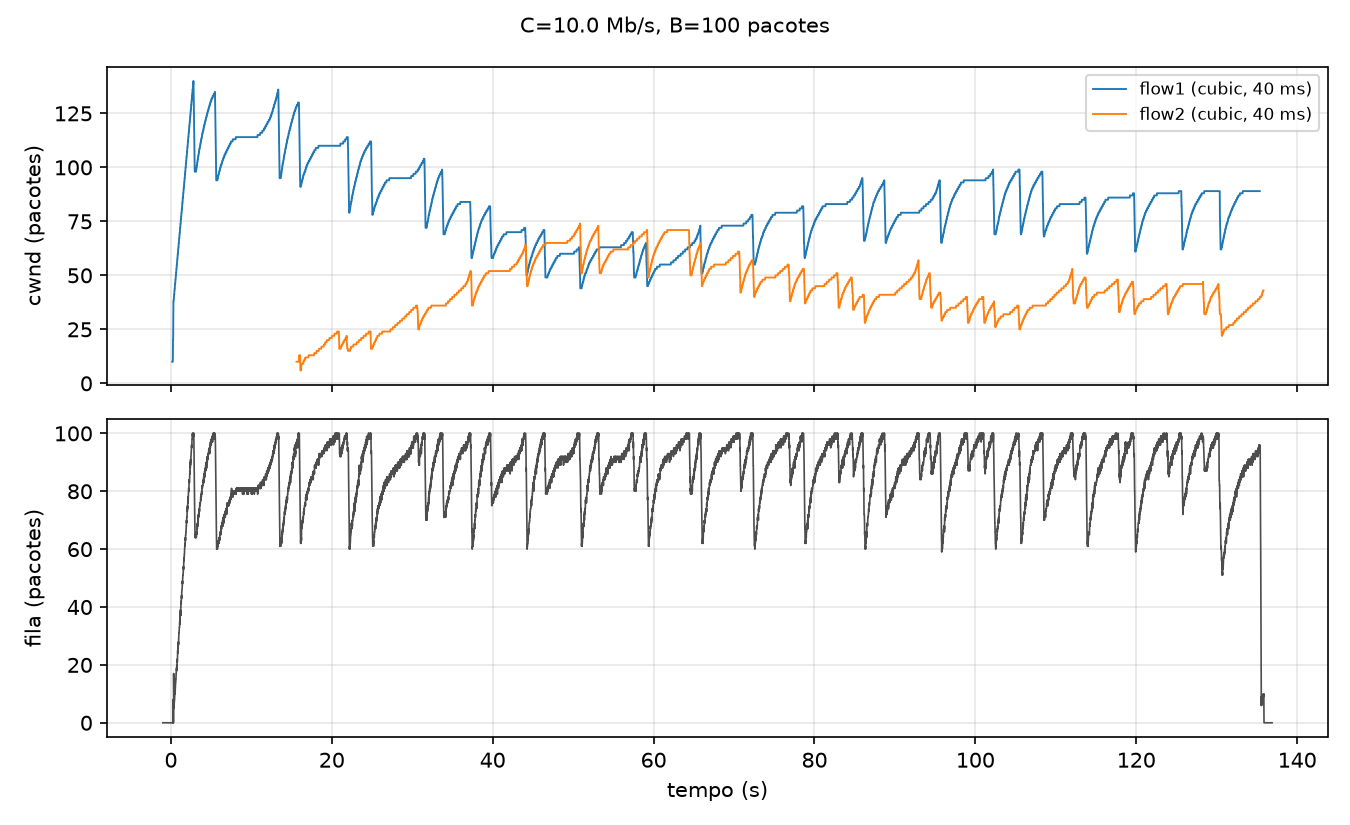 C=10.0 Mb/s, B=100 pacotes
cwnd (pacotes)
125
100
75
50
25
0
flow1 (cubic, 40 ms)
flow2 (cubic, 40 ms)
fila (pacotes)
100
80
60
40
20
0
0 20 40 60 80 100 120 140
tempo (s)